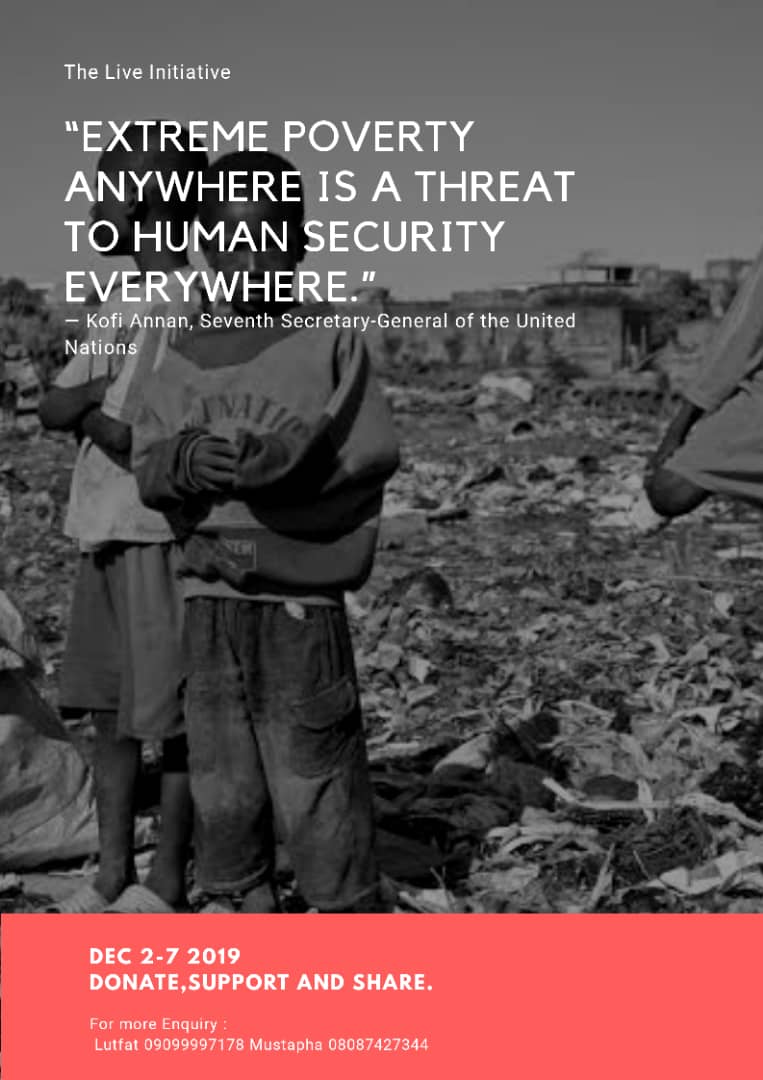 The Live Initiative
“EXTREME POVERTY
ANYWHERE IS A THREAT
TO HUMAN SECURITY
EVERYWHERE.”
— Kofi Annan, Seventh Secretary-General of the United
Nations
DEC 2-7 2019
DONATE,SUPPORT AND SHARE.
For more Enquiry :
Lutfat 09099997178 Mustapha 08087427344